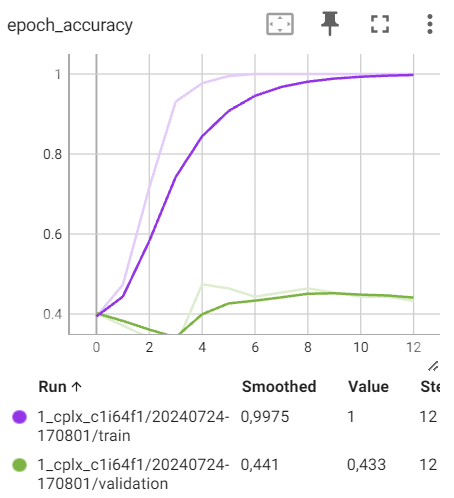 epoch_accuracy
1
0.8
0.6
0.4
0 2 4 6 8 10 12
Run ↑ Smoothed Value Ste
1_cplx_c1i64f1/20240724- 0,9975 1 12
170801/train
1_cplx_c1i64f1/20240724- 0,441 0,433 12
170801/validation